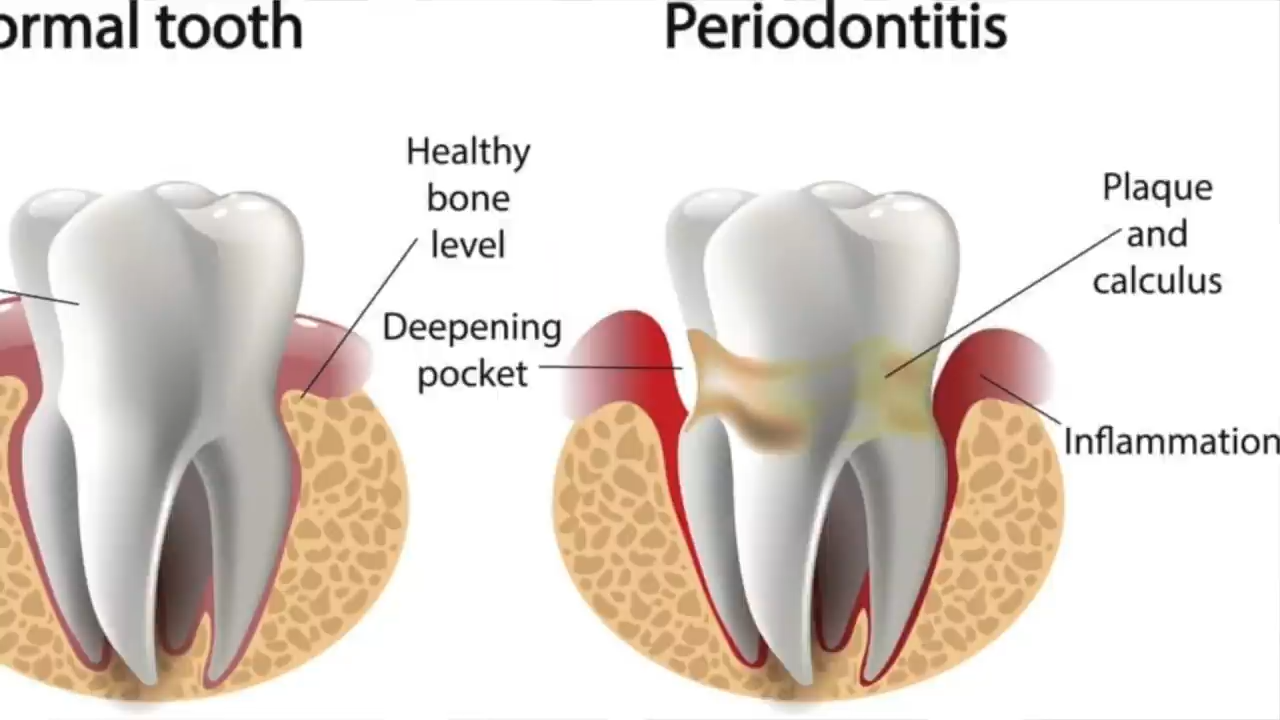 ormal tooth
Periodontitis
Healthy
bone
level
Deepening
pocket
Plaque
and
calculus
Inflammation